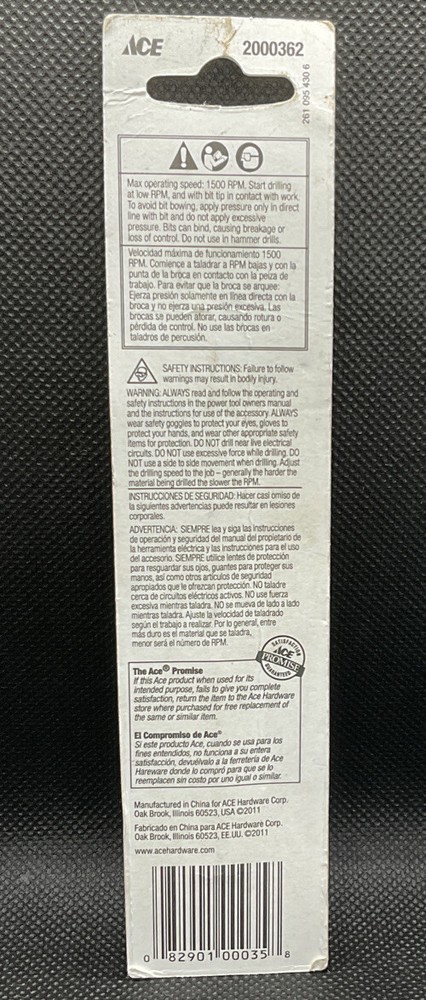 ACE
2000362
261 095 430 6
Max operating speed: 1500 RPM. Start drilling
at low RPM, and with bit tip in contact with work.
To avoid bit bowing, apply pressure only in direct
line with bit and do not apply excessive
pressure. Bits can bind, causing breakage or
loss of control. Do not use in hammer drills.
Velocidad máxima de funcionamiento 1500
RPM. Comience a taladrar a RPM bajas y con la
punta de la broca en contacto con la peiza de
trabajo. Para evitar que la broca se arquee:
Ejerza presión solamente en línea directa con la
broca y no ejerza una presión excesiva. Las
brocas se pueden atorar, causando rotura o
pérdida de control. No use las brocas en
taladros de percusión.
SAFETY INSTRUCTIONS: Failure to follow
warnings may result in bodily injury.
WARNING: ALWAYS read and follow the operating and
safety instructions in the power tool owners manual
and the instructions for use of the accessory. ALWAYS
wear safety goggles to protect your eyes, gloves to
protect your hands, and wear other appropriate safety
items for protection. DO NOT drill near live electrical
circuits. DO NOT use excessive force while drilling. DO
NOT use a side to side movement when drilling. Adjust
the drilling speed to the job – generally the harder the
material being drilled the slower the RPM.
INSTRUCCIONES DE SEGURIDAD: Hacer casi omiso de
la siguientes advertencias puede resultar en lesiones
corporales.
ADVERTENCIA: SIEMPRE lea y siga las instrucciones
de operación y seguridad del manual del propietario de
la herramienta eléctrica y las instrucciones para el uso
del accesorio. SIEMPRE utilice lentes de protección
para resguardar sus ojos, guantes para proteger sus
manos, así como otros artículos de seguridad
apropiados que le ofrezcan protección. NO taladre
cerca de circuitos eléctricos activos. NO use fuerza
excesiva mientras taladra. NO se mueva de lado a lado
mientras taladra. Ajuste la velocidad de taladrado
según el trabajo a realizar. Por lo general, entre
más duro es el material que se taladra,
menor será el número de RPM.
SATISFACTION
ACE
PROMISE
GUARANTEED
The Ace® Promise
If this Ace product when used for its
intended purpose, fails to give you complete
satisfaction, return the item to the Ace Hardware
store where purchased for free replacement of
the same or similar item.
El Compromiso de Ace®
Si este producto Ace, cuando se usa para los
fines entendidos, no funciona a su entera
satisfacción, devuélvalo a la ferretería de Ace
Hareware donde lo compró para que se lo
reemplacen sin costo por uno igual o similar.
Manufactured in China for ACE Hardware Corp.
Oak Brook, Illinois 60523, USA ©2011
Fabricado en China para ACE Hardware Corp.
Oak Brook, Illinois 60523, EE.UU. ©2011
www.acehardware.com
0 82901 00035 8